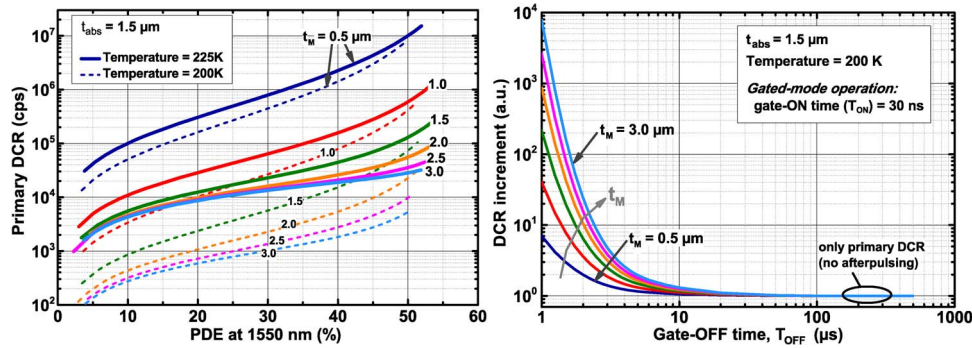 t_abs = 1.5 µm
Temperature = 225K
Temperature = 200K
t_M = 0.5 µm
1.0
1.5
2.0
2.5
3.0
1.0
1.5
2.0
2.5
3.0
10^7
10^6
10^5
10^4
10^3
10^2
0 10 20 30 40 50 60
Primary DCR (cps)
PDE at 1550 nm (%)
t_abs = 1.5 µm
Temperature = 200 K
Gated-mode operation:
gate-ON time (T_ON) = 30 ns
t_M = 3.0 µm
t_M
t_M = 0.5 µm
only primary DCR
(no afterpulsing)
10^4
10^3
10^2
10^1
10^0
1 10 100 1000
DCR increment (a.u.)
Gate-OFF time, T_OFF (µs)